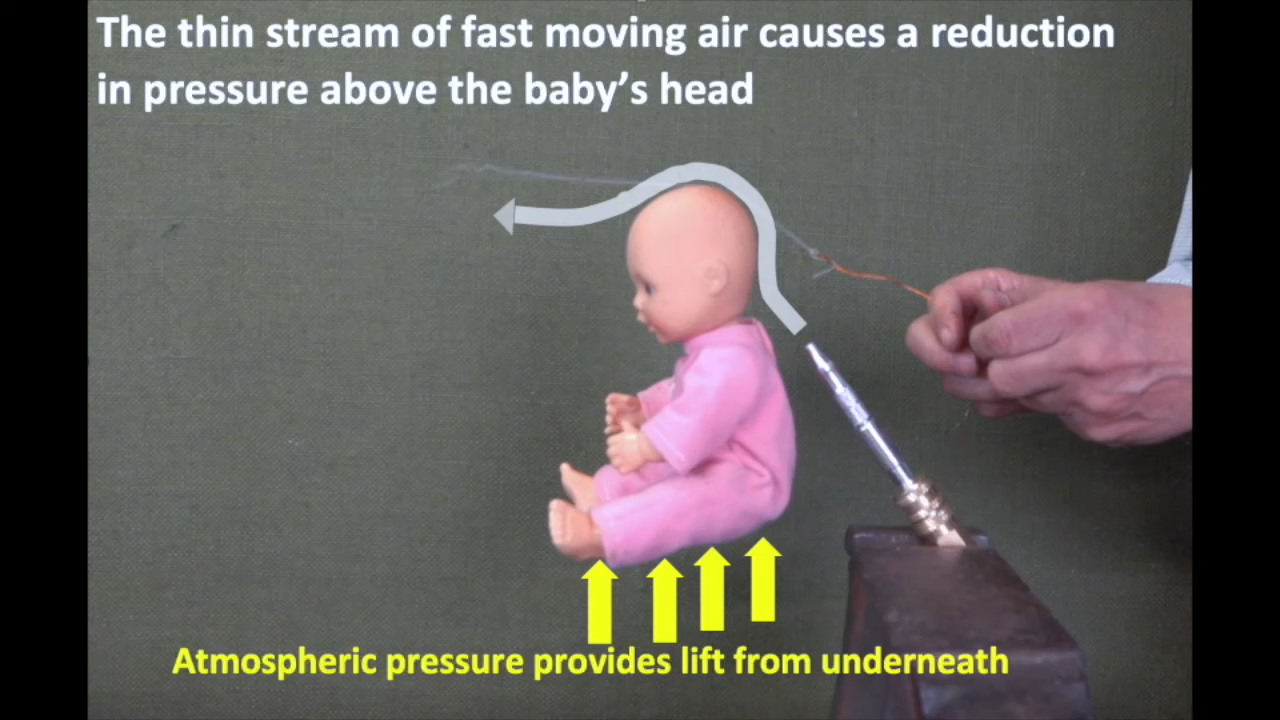 The thin stream of fast moving air causes a reduction
in pressure above the baby’s head
Atmospheric pressure provides lift from underneath